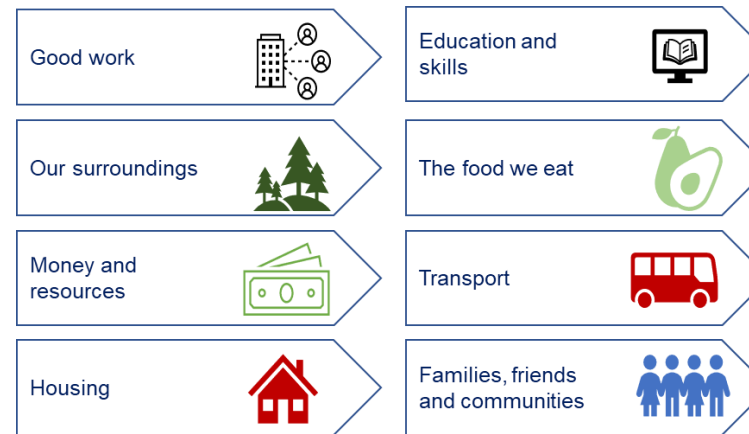 Good work
Education and
skills
Our surroundings
The food we eat
Money and
resources
Transport
Housing
Families, friends
and communities